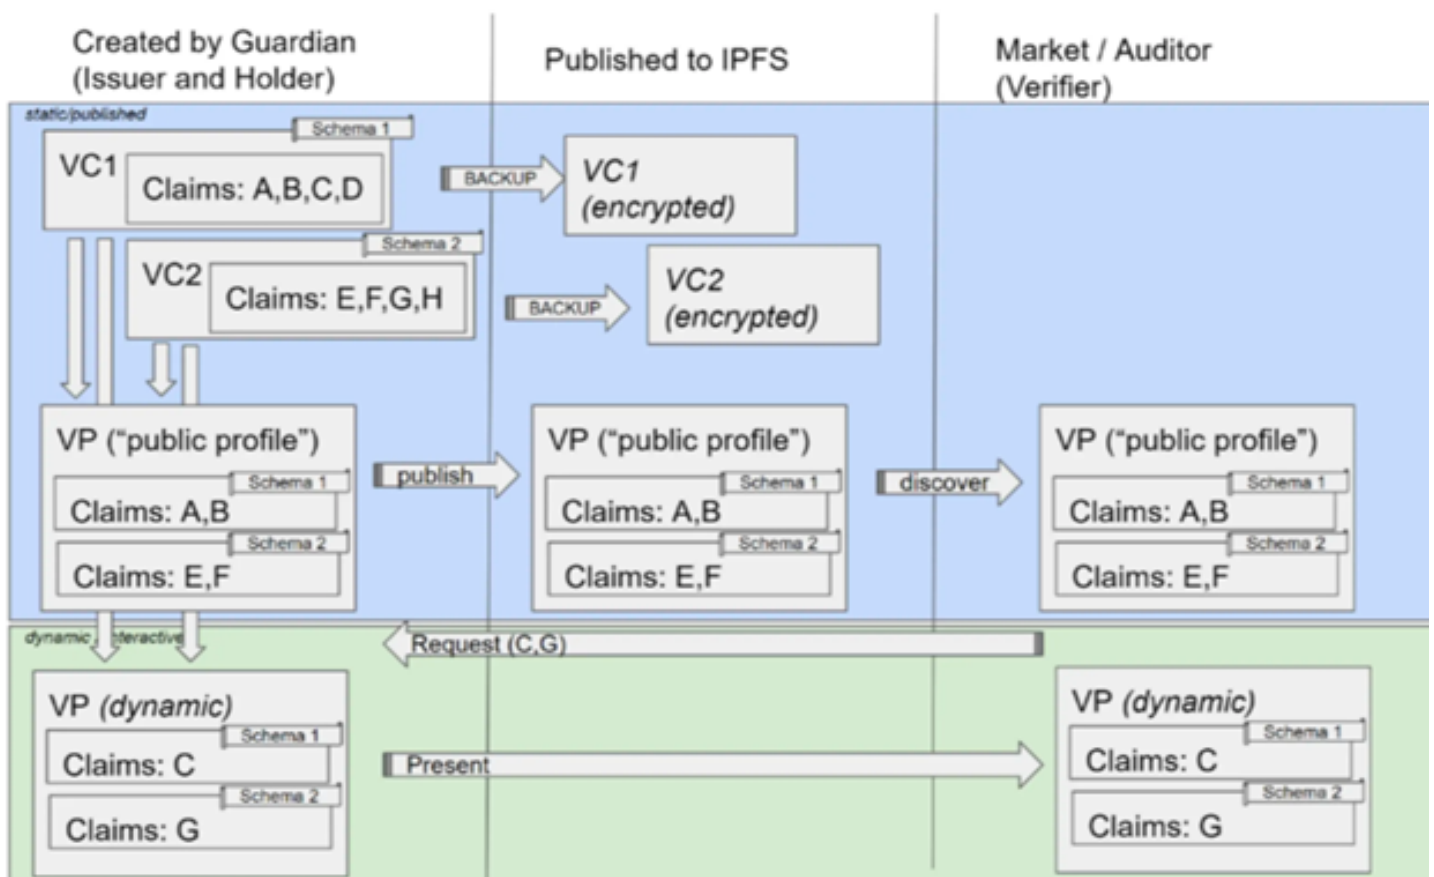 Created by Guardian
(Issuer and Holder)
Published to IPFS
Market / Auditor
(Verifier)
static/published
Schema 1
VC1
Claims: A,B,C,D
BACKUP
VC1
(encrypted)
Schema 2
VC2
Claims: E,F,G,H
BACKUP
VC2
(encrypted)
VP (“public profile”)
Schema 1
Claims: A,B
Schema 2
Claims: E,F
publish
VP (“public profile”)
Schema 1
Claims: A,B
Schema 2
Claims: E,F
discover
VP (“public profile”)
Schema 1
Claims: A,B
Schema 2
Claims: E,F
dynamic
Request (C,G)
VP (dynamic)
Schema 1
Claims: C
Schema 2
Claims: G
Present
VP (dynamic)
Schema 1
Claims: C
Schema 2
Claims: G